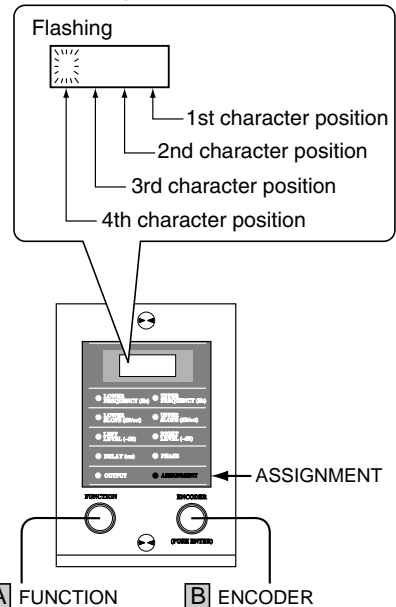 Flashing
1st character position
2nd character position
3rd character position
4th character position
LOWER FREQUENCY (Hz)
UPPER FREQUENCY (Hz)
LOWER SLOPE (dB/oct)
UPPER SLOPE (dB/oct)
LEFT LEVEL (–dB)
RIGHT LEVEL (–dB)
DELAY (cm)
PHASE
OUTPUT
ASSIGNMENT
ASSIGNMENT
FUNCTION
ENCODER
(PUSH ENTER)
A FUNCTION
B ENCODER